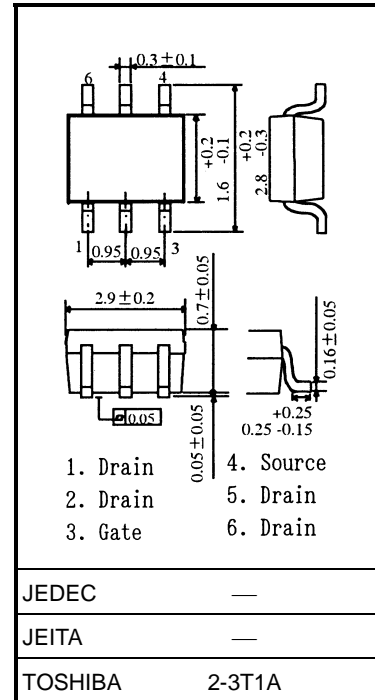 0.3±0.1
6 4
+0.2
1.6 -0.1
+0.2
2.8 -0.3
1 0.95 0.95 3
2.9±0.2
0.7±0.05
0.16±0.05
0.05
0.05±0.05
+0.25
0.25 -0.15
1. Drain
2. Drain
3. Gate
4. Source
5. Drain
6. Drain
JEDEC —
JEITA —
TOSHIBA 2-3T1A